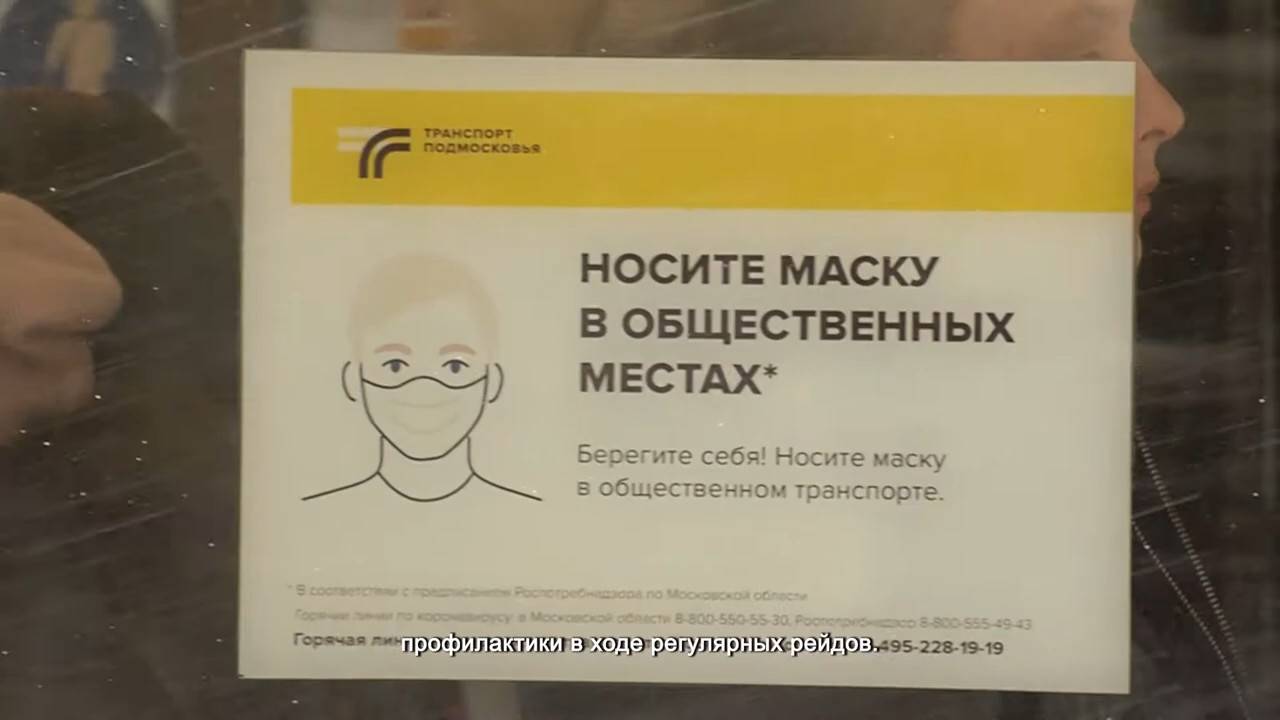 ТРАНСПОРТ
ПОДМОСКОВЬЯ
НОСИТЕ МАСКУ
В ОБЩЕСТВЕННЫХ
МЕСТАХ*
Берегите себя! Носите маску
в общественном транспорте.
* В соответствии с предписанием Роспотребнадзора по Московской области
Горячие линии по коронавирусу: в Московской области 8-800-550-55-30, 8-800-555-49-43
Горячая 495-228-19-19
профилактики в ходе регулярных рейдов.